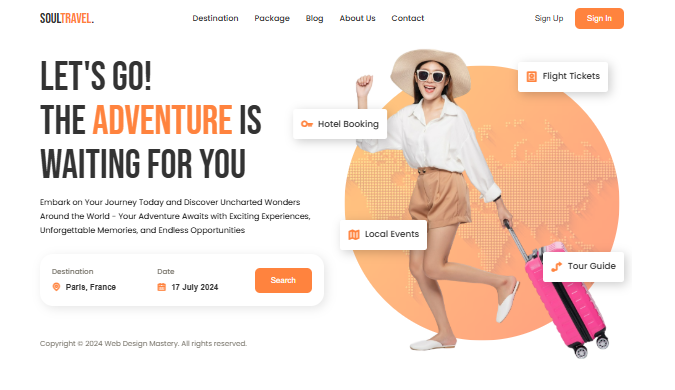 SOULTRAVEL.
Destination Package Blog About Us Contact
Sign Up
Sign In
LET'S GO!
THE ADVENTURE IS
WAITING FOR YOU
Embark on Your Journey Today and Discover Uncharted Wonders
Around the World - Your Adventure Awaits with Exciting Experiences,
Unforgettable Memories, and Endless Opportunities
Destination
Paris, France
Date
17 July 2024
Search
Flight Tickets
Hotel Booking
Local Events
Tour Guide
Copyright © 2024 Web Design Mastery. All rights reserved.